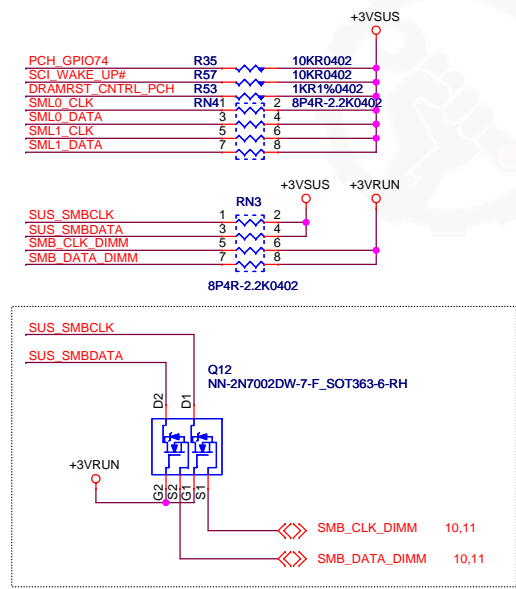 +3VSUS
PCH_GPIO74 R35 10KR0402
SCI_WAKE_UP# R57 10KR0402
DRAMRST_CNTRL_PCH R53 1KR1%0402
SML0_CLK RN41 2 8P4R-2.2K0402
SML0_DATA 3 4
SML1_CLK 5 6
SML1_DATA 7 8
+3VSUS +3VRUN
RN3
SUS_SMBCLK 1 2
SUS_SMBDATA 3 4
SMB_CLK_DIMM 5 6
SMB_DATA_DIMM 7 8
8P4R-2.2K0402
SUS_SMBCLK
SUS_SMBDATA
Q12
NN-2N7002DW-7-F_SOT363-6-RH
D2 D1
+3VRUN
G2 S2 G1 S1
SMB_CLK_DIMM 10,11
SMB_DATA_DIMM 10,11